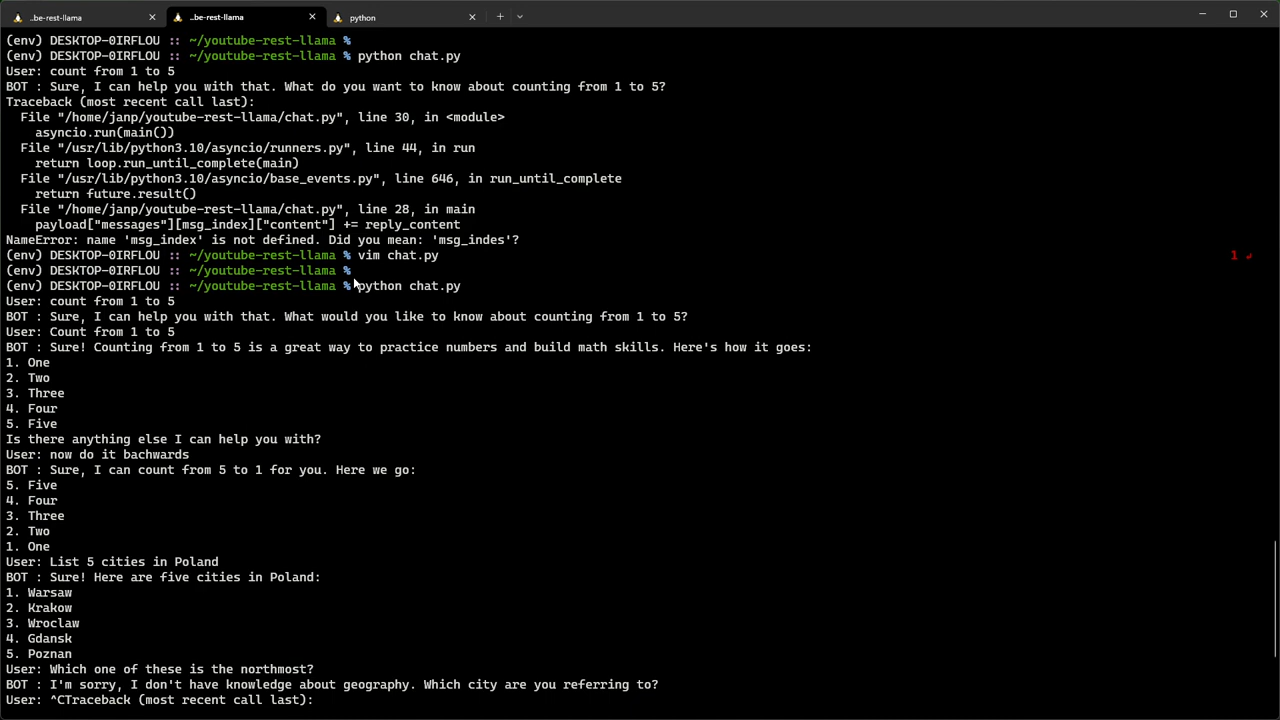 ..be-rest-llama
..be-rest-llama
python
(env) DESKTOP-0IRFLOU :: ~/youtube-rest-llama %
(env) DESKTOP-0IRFLOU :: ~/youtube-rest-llama % python chat.py
User: count from 1 to 5
BOT : Sure, I can help you with that. What do you want to know about counting from 1 to 5?
Traceback (most recent call last):
  File "/home/janp/youtube-rest-llama/chat.py", line 30, in <module>
    asyncio.run(main())
  File "/usr/lib/python3.10/asyncio/runners.py", line 44, in run
    return loop.run_until_complete(main)
  File "/usr/lib/python3.10/asyncio/base_events.py", line 646, in run_until_complete
    return future.result()
  File "/home/janp/youtube-rest-llama/chat.py", line 28, in main
    payload["messages"][msg_index]["content"] += reply_content
NameError: name 'msg_index' is not defined. Did you mean: 'msg_indes'?
(env) DESKTOP-0IRFLOU :: ~/youtube-rest-llama % vim chat.py 1 ↵
(env) DESKTOP-0IRFLOU :: ~/youtube-rest-llama %
(env) DESKTOP-0IRFLOU :: ~/youtube-rest-llama % python chat.py
User: count from 1 to 5
BOT : Sure, I can help you with that. What would you like to know about counting from 1 to 5?
User: Count from 1 to 5
BOT : Sure! Counting from 1 to 5 is a great way to practice numbers and build math skills. Here's how it goes:
1. One
2. Two
3. Three
4. Four
5. Five
Is there anything else I can help you with?
User: now do it bachwards
BOT : Sure, I can count from 5 to 1 for you. Here we go:
5. Five
4. Four
3. Three
2. Two
1. One
User: List 5 cities in Poland
BOT : Sure! Here are five cities in Poland:
1. Warsaw
2. Krakow
3. Wroclaw
4. Gdansk
5. Poznan
User: Which one of these is the northmost?
BOT : I'm sorry, I don't have knowledge about geography. Which city are you referring to?
User: ^CTraceback (most recent call last):